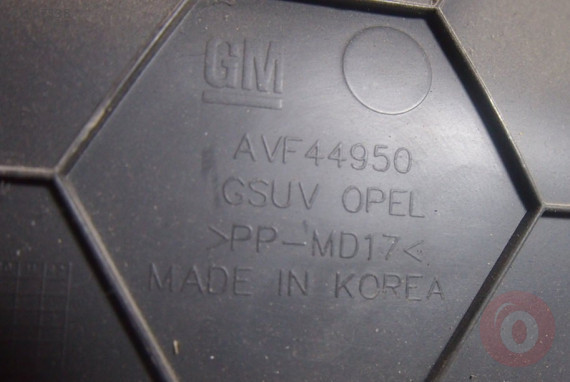 GM
AVF44950
GSUV OPEL
>PP-MD17<
MADE IN KOREA